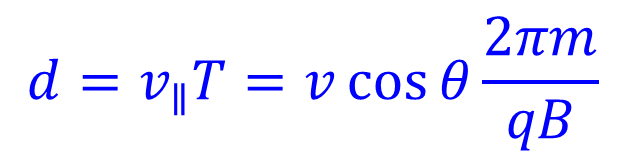 d = v∥T = v cos θ 2πm/qB